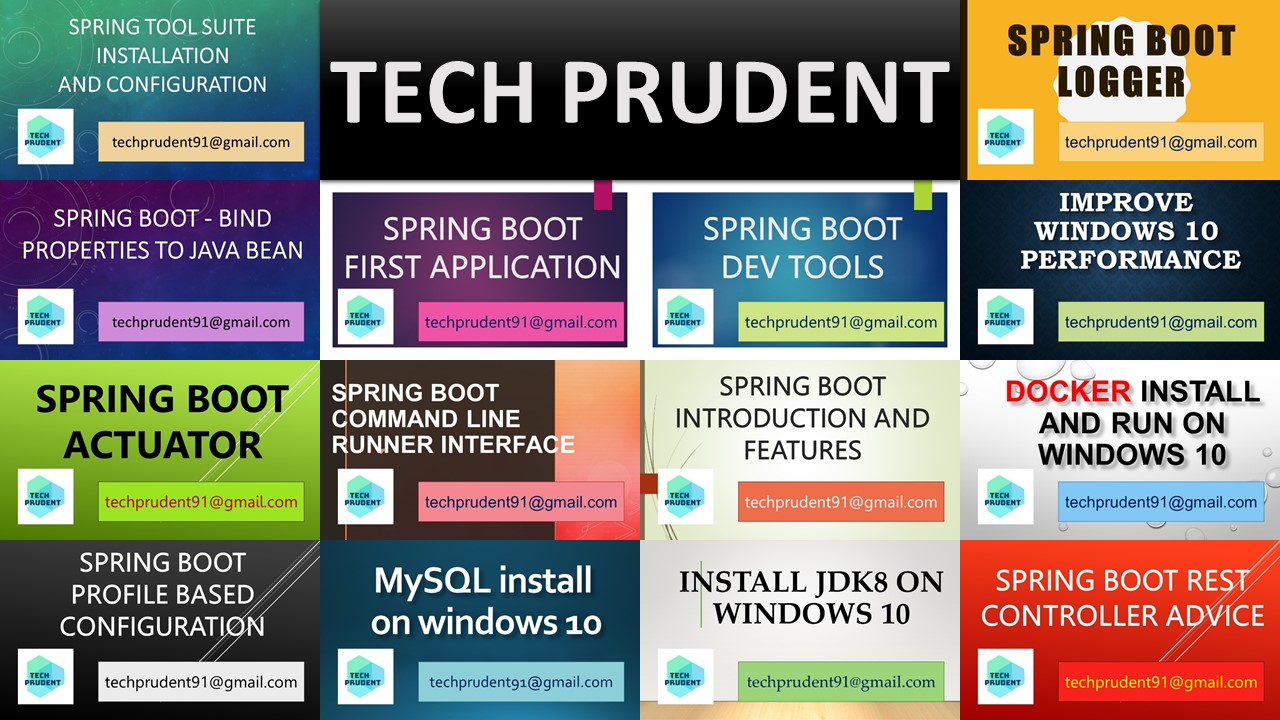 SPRING TOOL SUITE
INSTALLATION
AND CONFIGURATION
TECH
PRUDENT
techprudent91@gmail.com
TECH PRUDENT
SPRING BOOT
LOGGER
TECH
PRUDENT
techprudent91@gmail.com
SPRING BOOT - BIND
PROPERTIES TO JAVA BEAN
TECH
PRUDENT
techprudent91@gmail.com
SPRING BOOT
FIRST APPLICATION
TECH
PRUDENT
techprudent91@gmail.com
SPRING BOOT
DEV TOOLS
TECH
PRUDENT
techprudent91@gmail.com
IMPROVE
WINDOWS 10
PERFORMANCE
TECH
PRUDENT
techprudent91@gmail.com
SPRING BOOT
ACTUATOR
TECH
PRUDENT
techprudent91@gmail.com
SPRING BOOT
COMMAND LINE
RUNNER INTERFACE
TECH
PRUDENT
techprudent91@gmail.com
SPRING BOOT
INTRODUCTION AND
FEATURES
TECH
PRUDENT
techprudent91@gmail.com
DOCKER INSTALL
AND RUN ON
WINDOWS 10
TECH
PRUDENT
techprudent91@gmail.com
SPRING BOOT
PROFILE BASED
CONFIGURATION
TECH
PRUDENT
techprudent91@gmail.com
MySQL install
on windows 10
TECH
PRUDENT
techprudent91@gmail.com
INSTALL JDK8 ON
WINDOWS 10
TECH
PRUDENT
techprudent91@gmail.com
SPRING BOOT REST
CONTROLLER ADVICE
TECH
PRUDENT
techprudent91@gmail.com